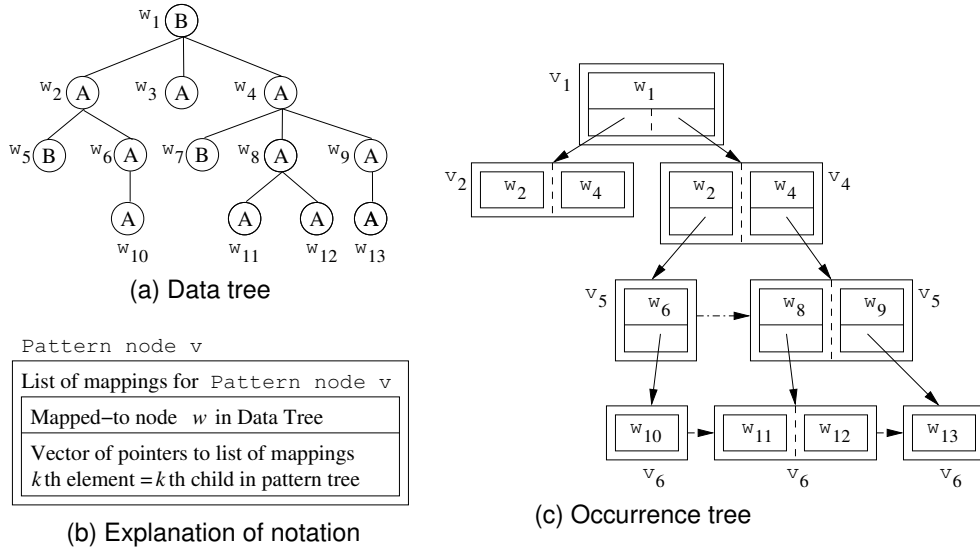 w1 B
w2 A w3 A w4 A
w5 B w6 A w7 B w8 A w9 A
A A A A
w10 w11 w12 w13
(a) Data tree
Pattern node v
List of mappings for Pattern node v
Mapped−to node w in Data Tree
Vector of pointers to list of mappings
k th element = k th child in pattern tree
(b) Explanation of notation
v1 w1
v2 w2 w4 w2 w4 v4
v5 w6 w8 w9 v5
w10 w11 w12 w13
v6 v6 v6
(c) Occurrence tree